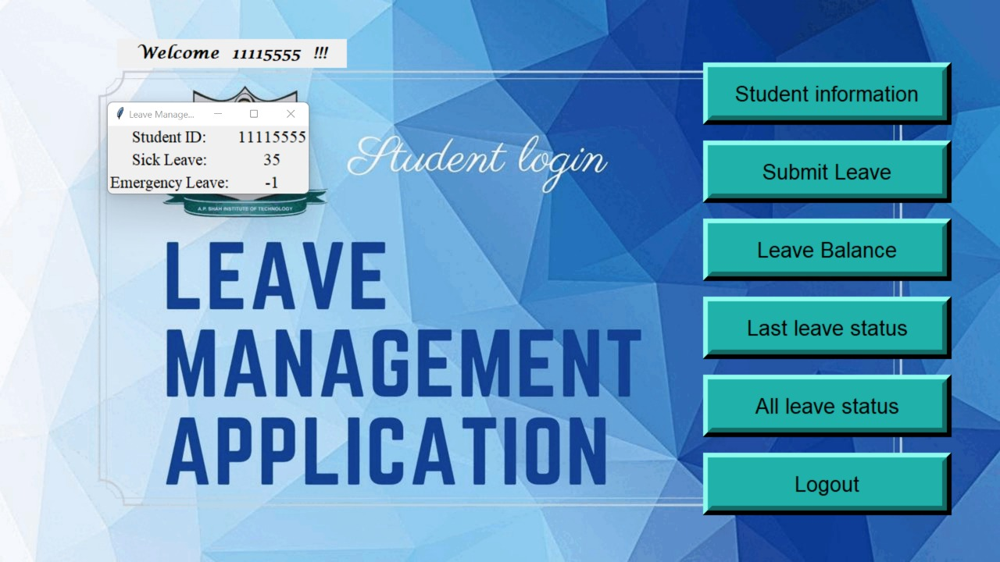 Welcome 11115555 !!!
Leave Manage...
Student ID: 11115555
Sick Leave: 35
Emergency Leave: -1
A.P. SHAH INSTITUTE OF TECHNOLOGY
Student login
LEAVE
MANAGEMENT
APPLICATION
Student information
Submit Leave
Leave Balance
Last leave status
All leave status
Logout